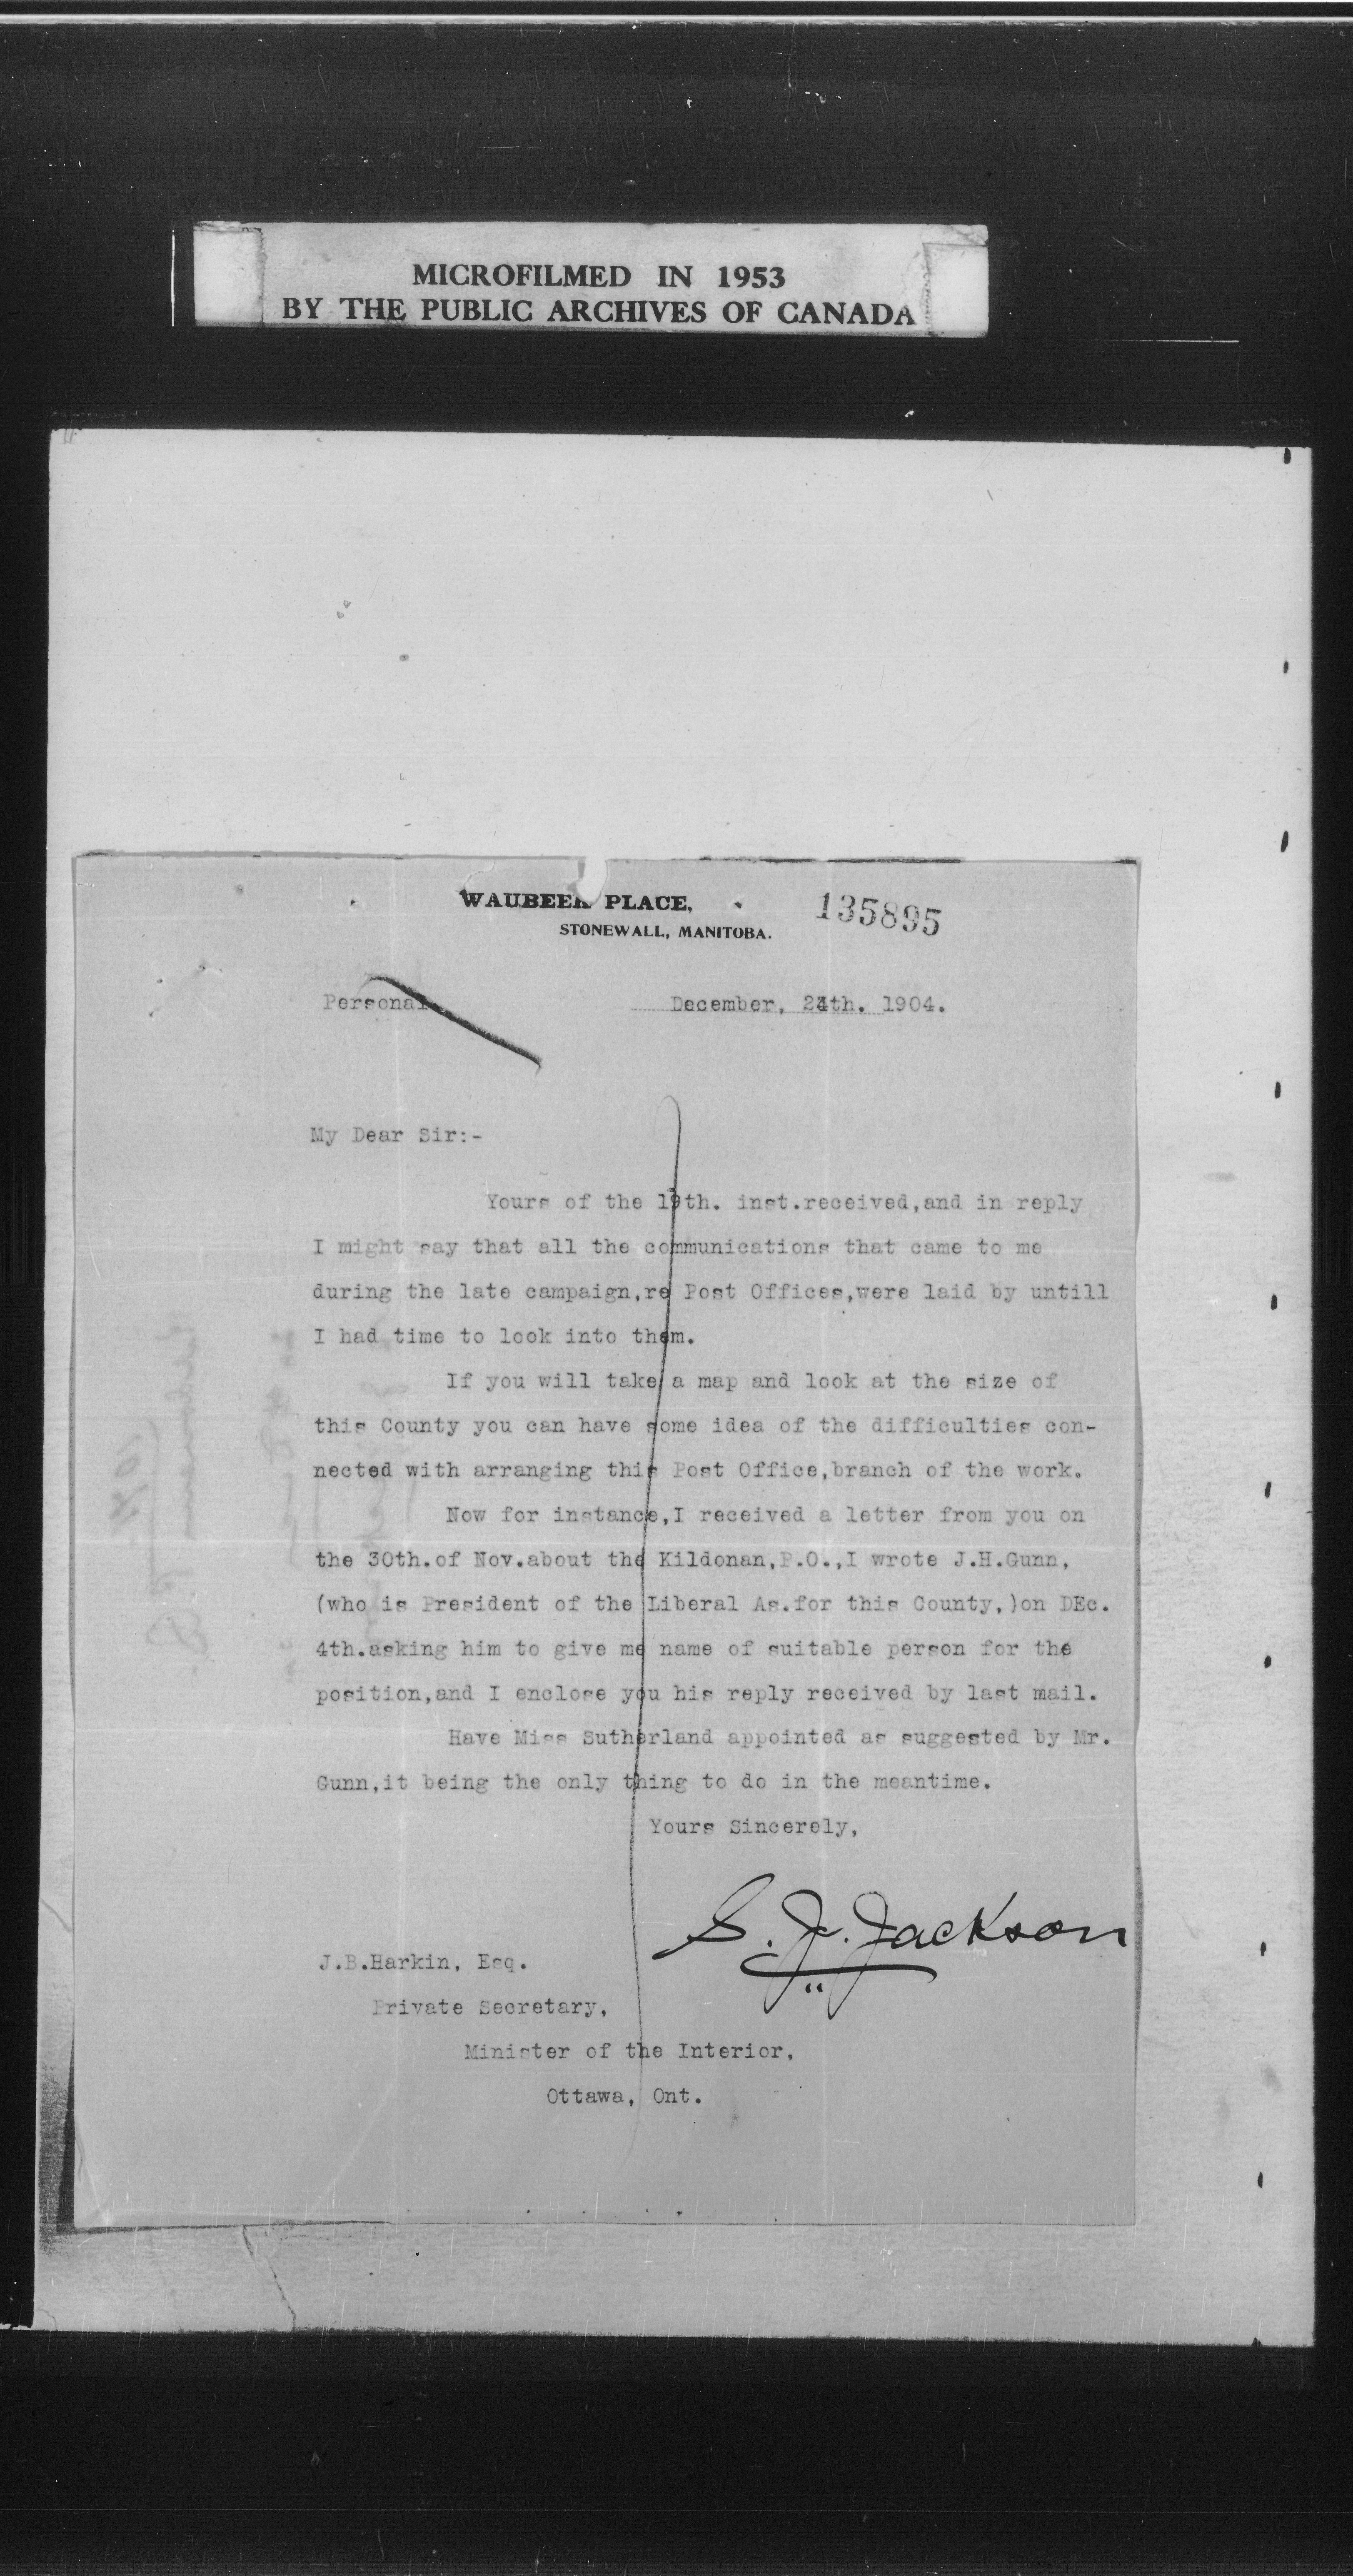 MICROFILMED IN 1953
BY THE PUBLIC ARCHIVES OF CANADA
WAUBEEK PLACE,
STONEWALL, MANITOBA.
135895
Personal
December, 24th. 1904.
My Dear Sir:-
Yours of the 19th. inst.received,and in reply
I might say that all the communications that came to me
during the late campaign,re Post Offices,were laid by untill
I had time to look into them.
If you will take a map and look at the size of
this County you can have some idea of the difficulties con-
nected with arranging this Post Office,branch of the work.
Now for instance,I received a letter from you on
the 30th.of Nov.about the Kildonan,P.O.,I wrote J.H.Gunn,
(who is President of the Liberal As.for this County,)on DEc.
4th.asking him to give me name of suitable person for the
position,and I enclose you his reply received by last mail.
Have Miss Sutherland appointed as suggested by Mr.
Gunn,it being the only thing to do in the meantime.
Yours Sincerely,
S. J. Jackson
J.B.Harkin, Esq.
Private Secretary,
Minister of the Interior,
Ottawa, Ont.